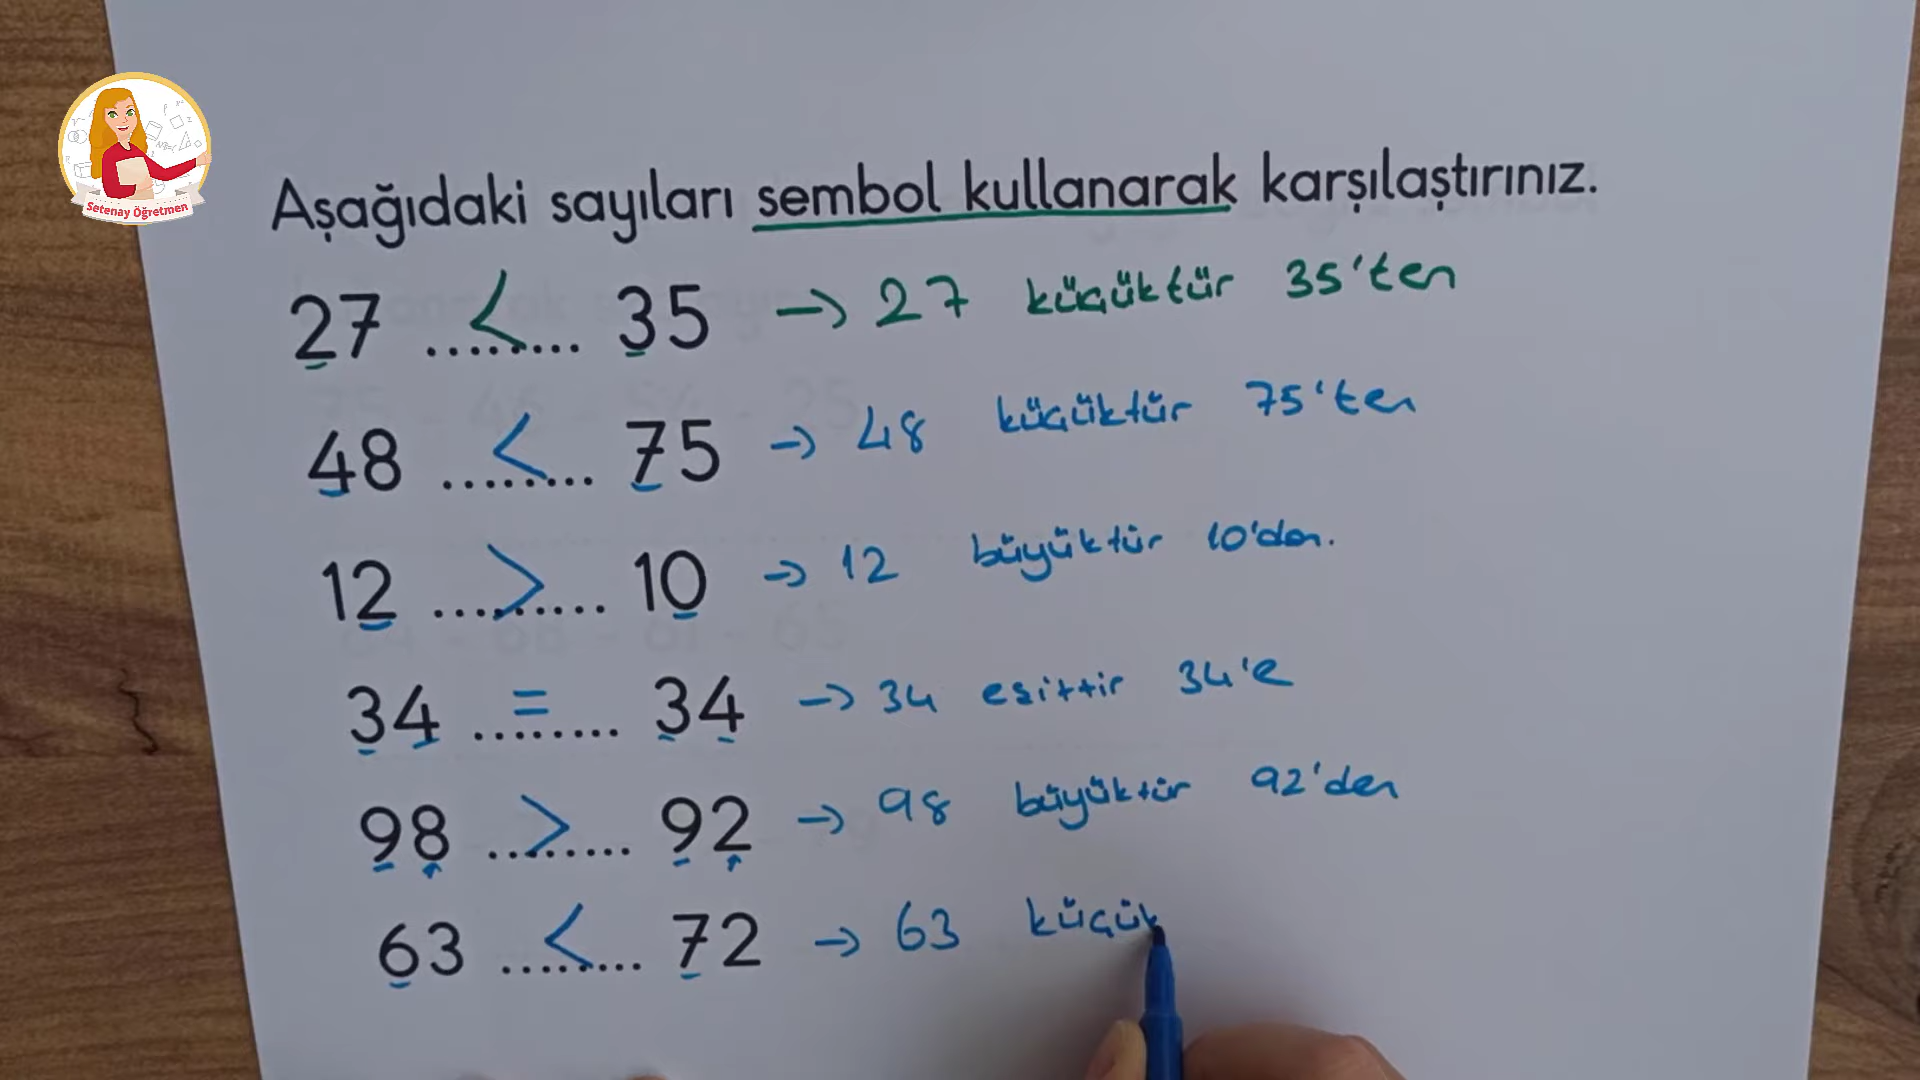 Setenay Öğretmen
Aşağıdaki sayıları sembol kullanarak karşılaştırınız.
27 ...<...... 35 → 27 küçüktür 35'ten
48 ...<..... 75 → 48 küçüktür 75'ten
12 ...>...... 10 → 12 büyüktür 10'dan.
34 ...=..... 34 → 34 eşittir 34'e
98 ...>..... 92 → 98 büyüktür 92'den
63 ...<..... 72 → 63 küçük